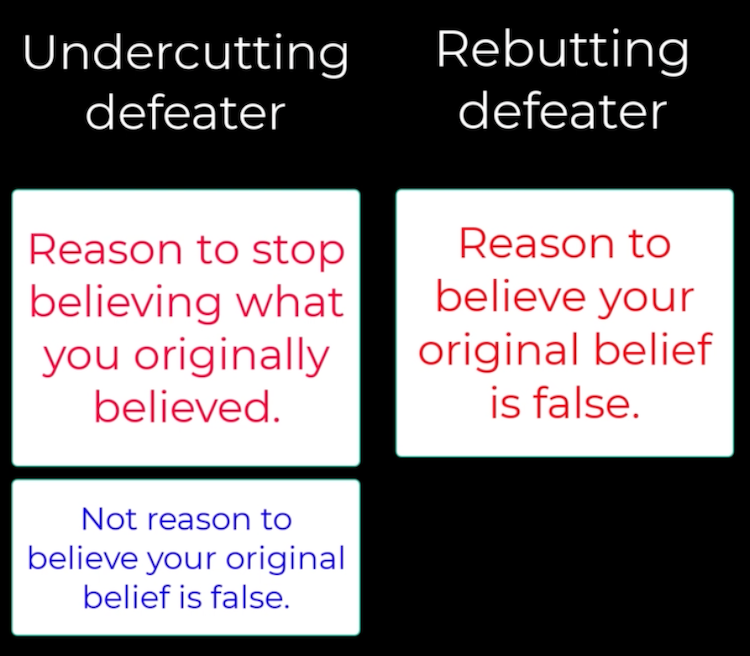 Undercutting
defeater
Reason to stop
believing what
you originally
believed.
Not reason to
believe your original
belief is false.
Rebutting
defeater
Reason to
believe your
original belief
is false.